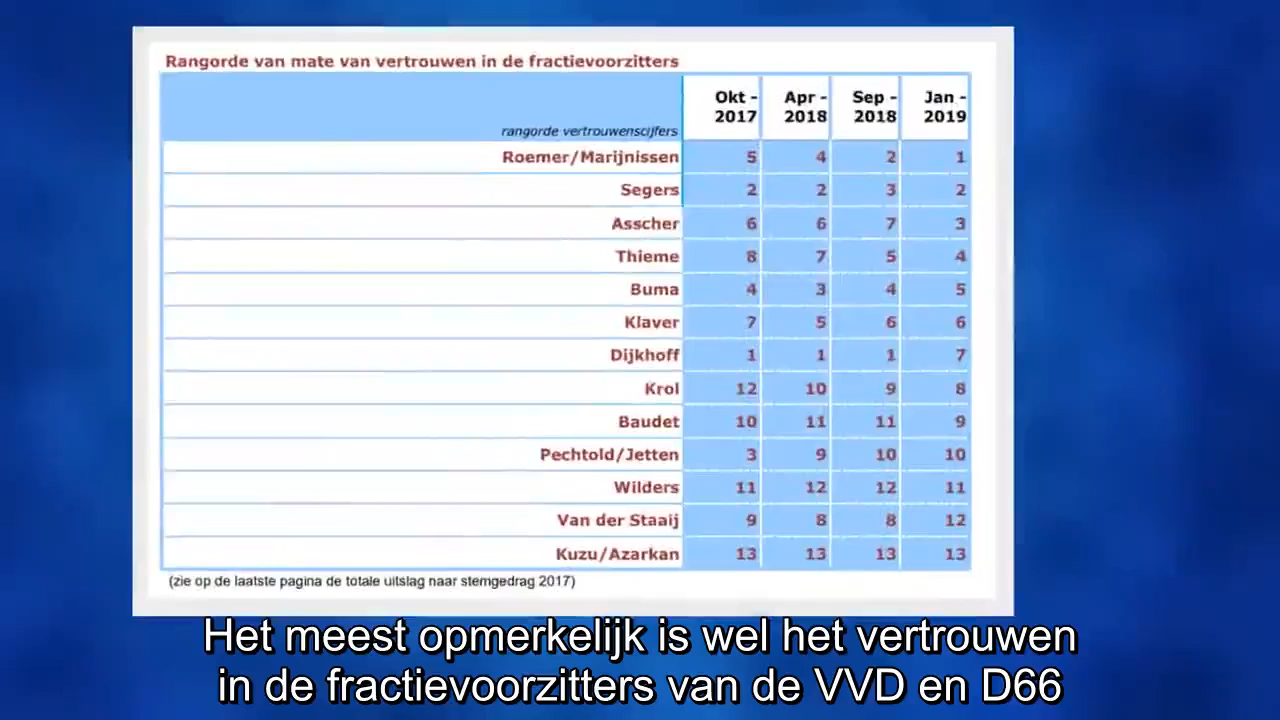 Rangorde van mate van vertrouwen in de fractievoorzitters
Okt - Apr - Sep - Jan -
rangorde vertrouwenscijfers 2017 2018 2018 2019
Roemer/Marijnissen 5 4 2 1
Segers 2 2 3 2
Asscher 6 6 7 3
Thieme 8 7 5 4
Buma 4 3 4 5
Klaver 7 5 6 6
Dijkhoff 1 1 1 7
Krol 12 10 9 8
Baudet 10 11 11 9
Pechtold/Jetten 3 9 10 10
Wilders 11 12 12 11
Van der Staaij 9 8 8 12
Kuzu/Azarkan 13 13 13 13
(zie op de laatste pagina de totale uitslag naar stemgedrag 2017)
Het meest opmerkelijk is wel het vertrouwen
in de fractievoorzitters van de VVD en D66